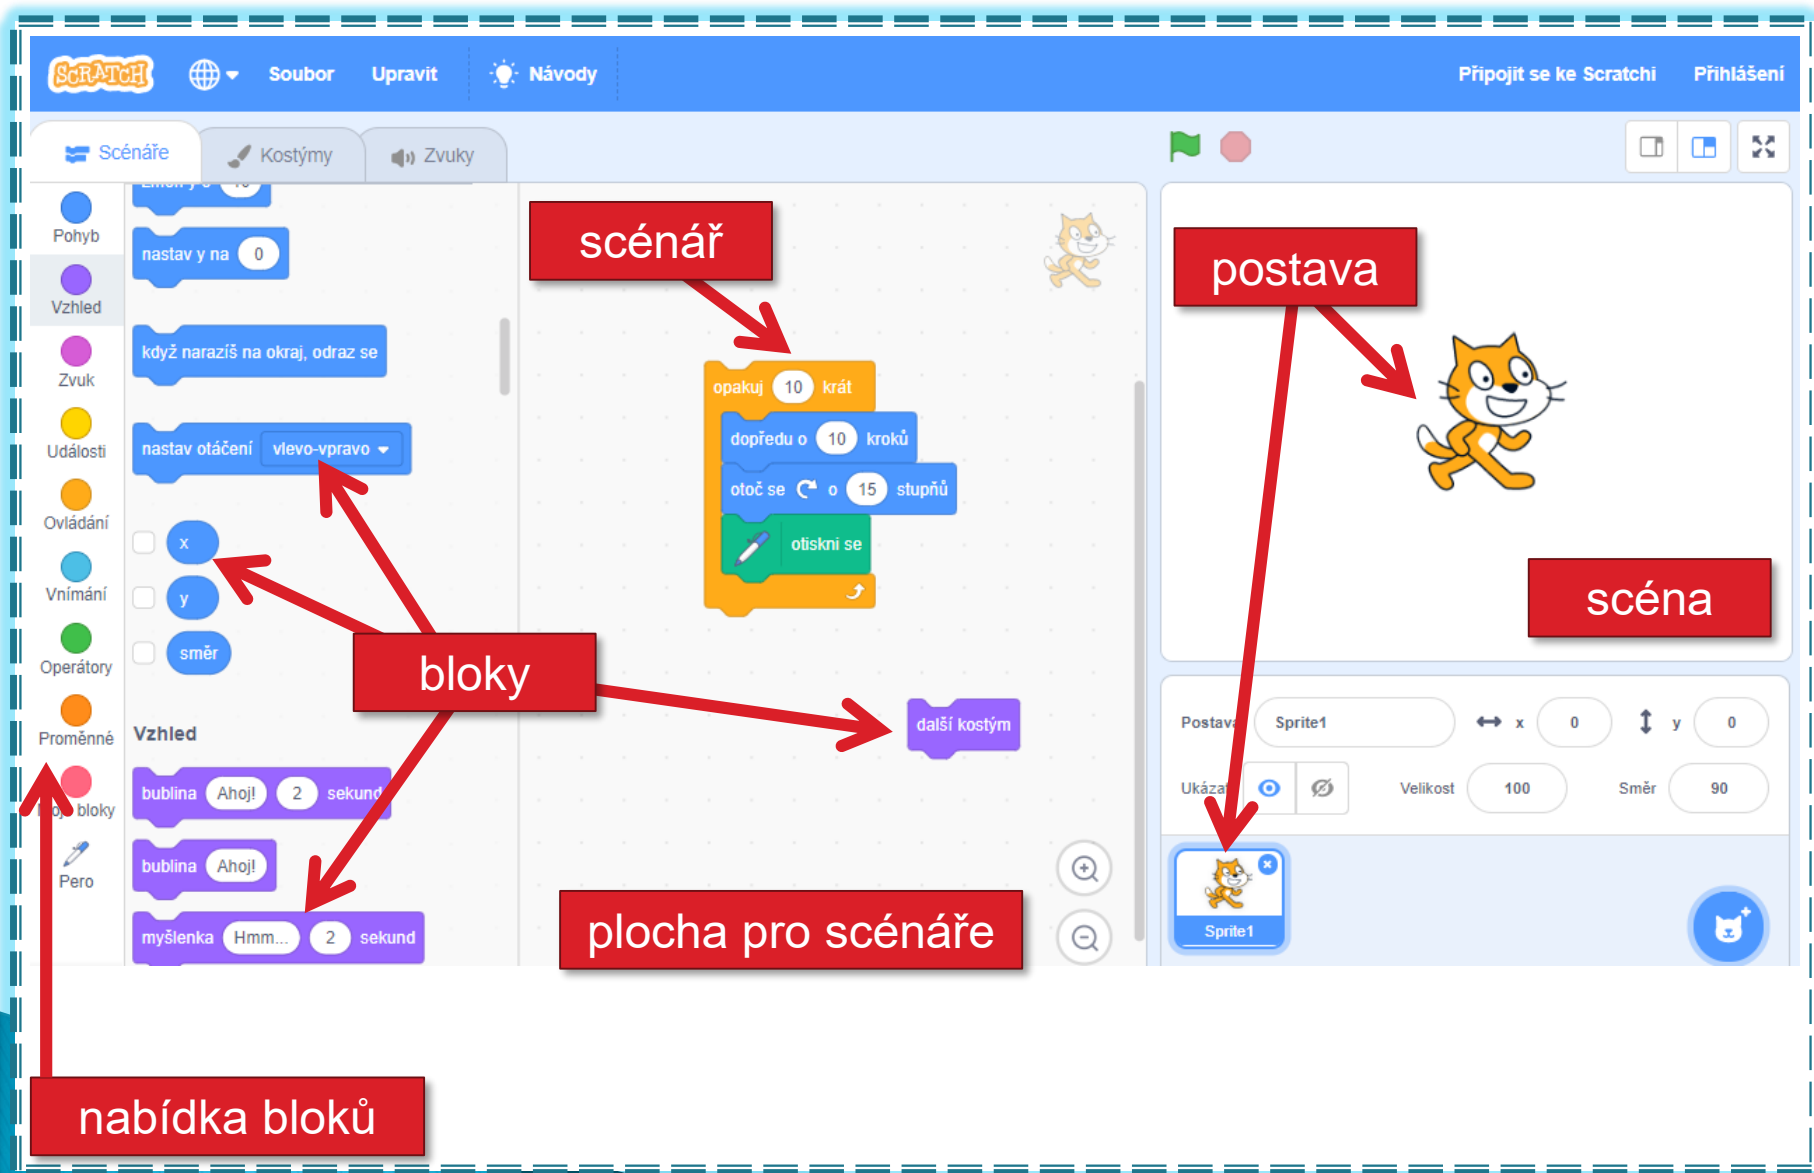 SCRATCH
Soubor
Upravit
Návody
Připojit se ke Scratchi
Přihlášení
Scénáře
Kostýmy
Zvuky
Pohyb
Vzhled
Zvuk
Události
Ovládání
Vnímání
Operátory
Proměnné
bloky
Pero
nastav y na 0
když narazíš na okraj, odraz se
nastav otáčení vlevo-vpravo
x
y
směr
Vzhled
bublina Ahoj! 2 sekund
bublina Ahoj!
myšlenka Hmm... 2 sekund
scénář
opakuj 10 krát
dopředu o 10 kroků
otoč se o 15 stupňů
otiskni se
bloky
další kostým
plocha pro scénáře
nabídka bloků
postava
scéna
Postava Sprite1 x 0 y 0
Velikost 100 Směr 90
Sprite1